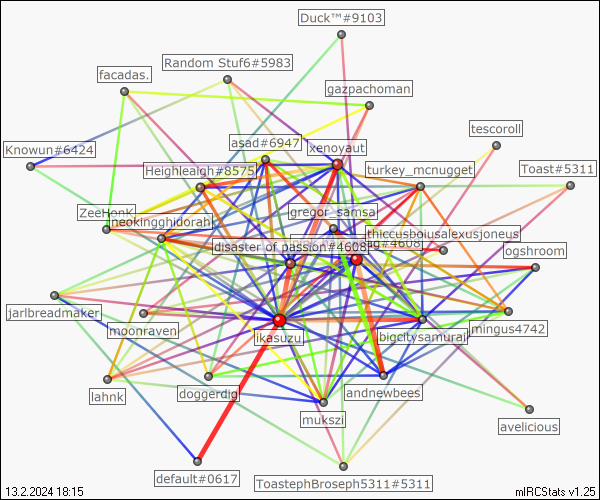 Duck™#9103
Random Stuf6#5983
facadas.
gazpachoman
tescoroll
asad#6947
xenoyaut
Knowun#6424
Heighleaigh#8575
turkey_mcnugget
Toast#5311
ZeeHonK
neokingghidorah
gregor_samsa
thiccusboiusalexusjoneus
disaster of passion#4608
#4608
ogshroom
jarlbreadmaker
moonraven
ikasuzu
bigcitysamurai
mingus4742
lahnk
doggerdig
andnewbees
mukszi
avelicious
default#0617
ToastephBroseph5311#5311
13.2.2024 18:15
mIRCStats v1.25